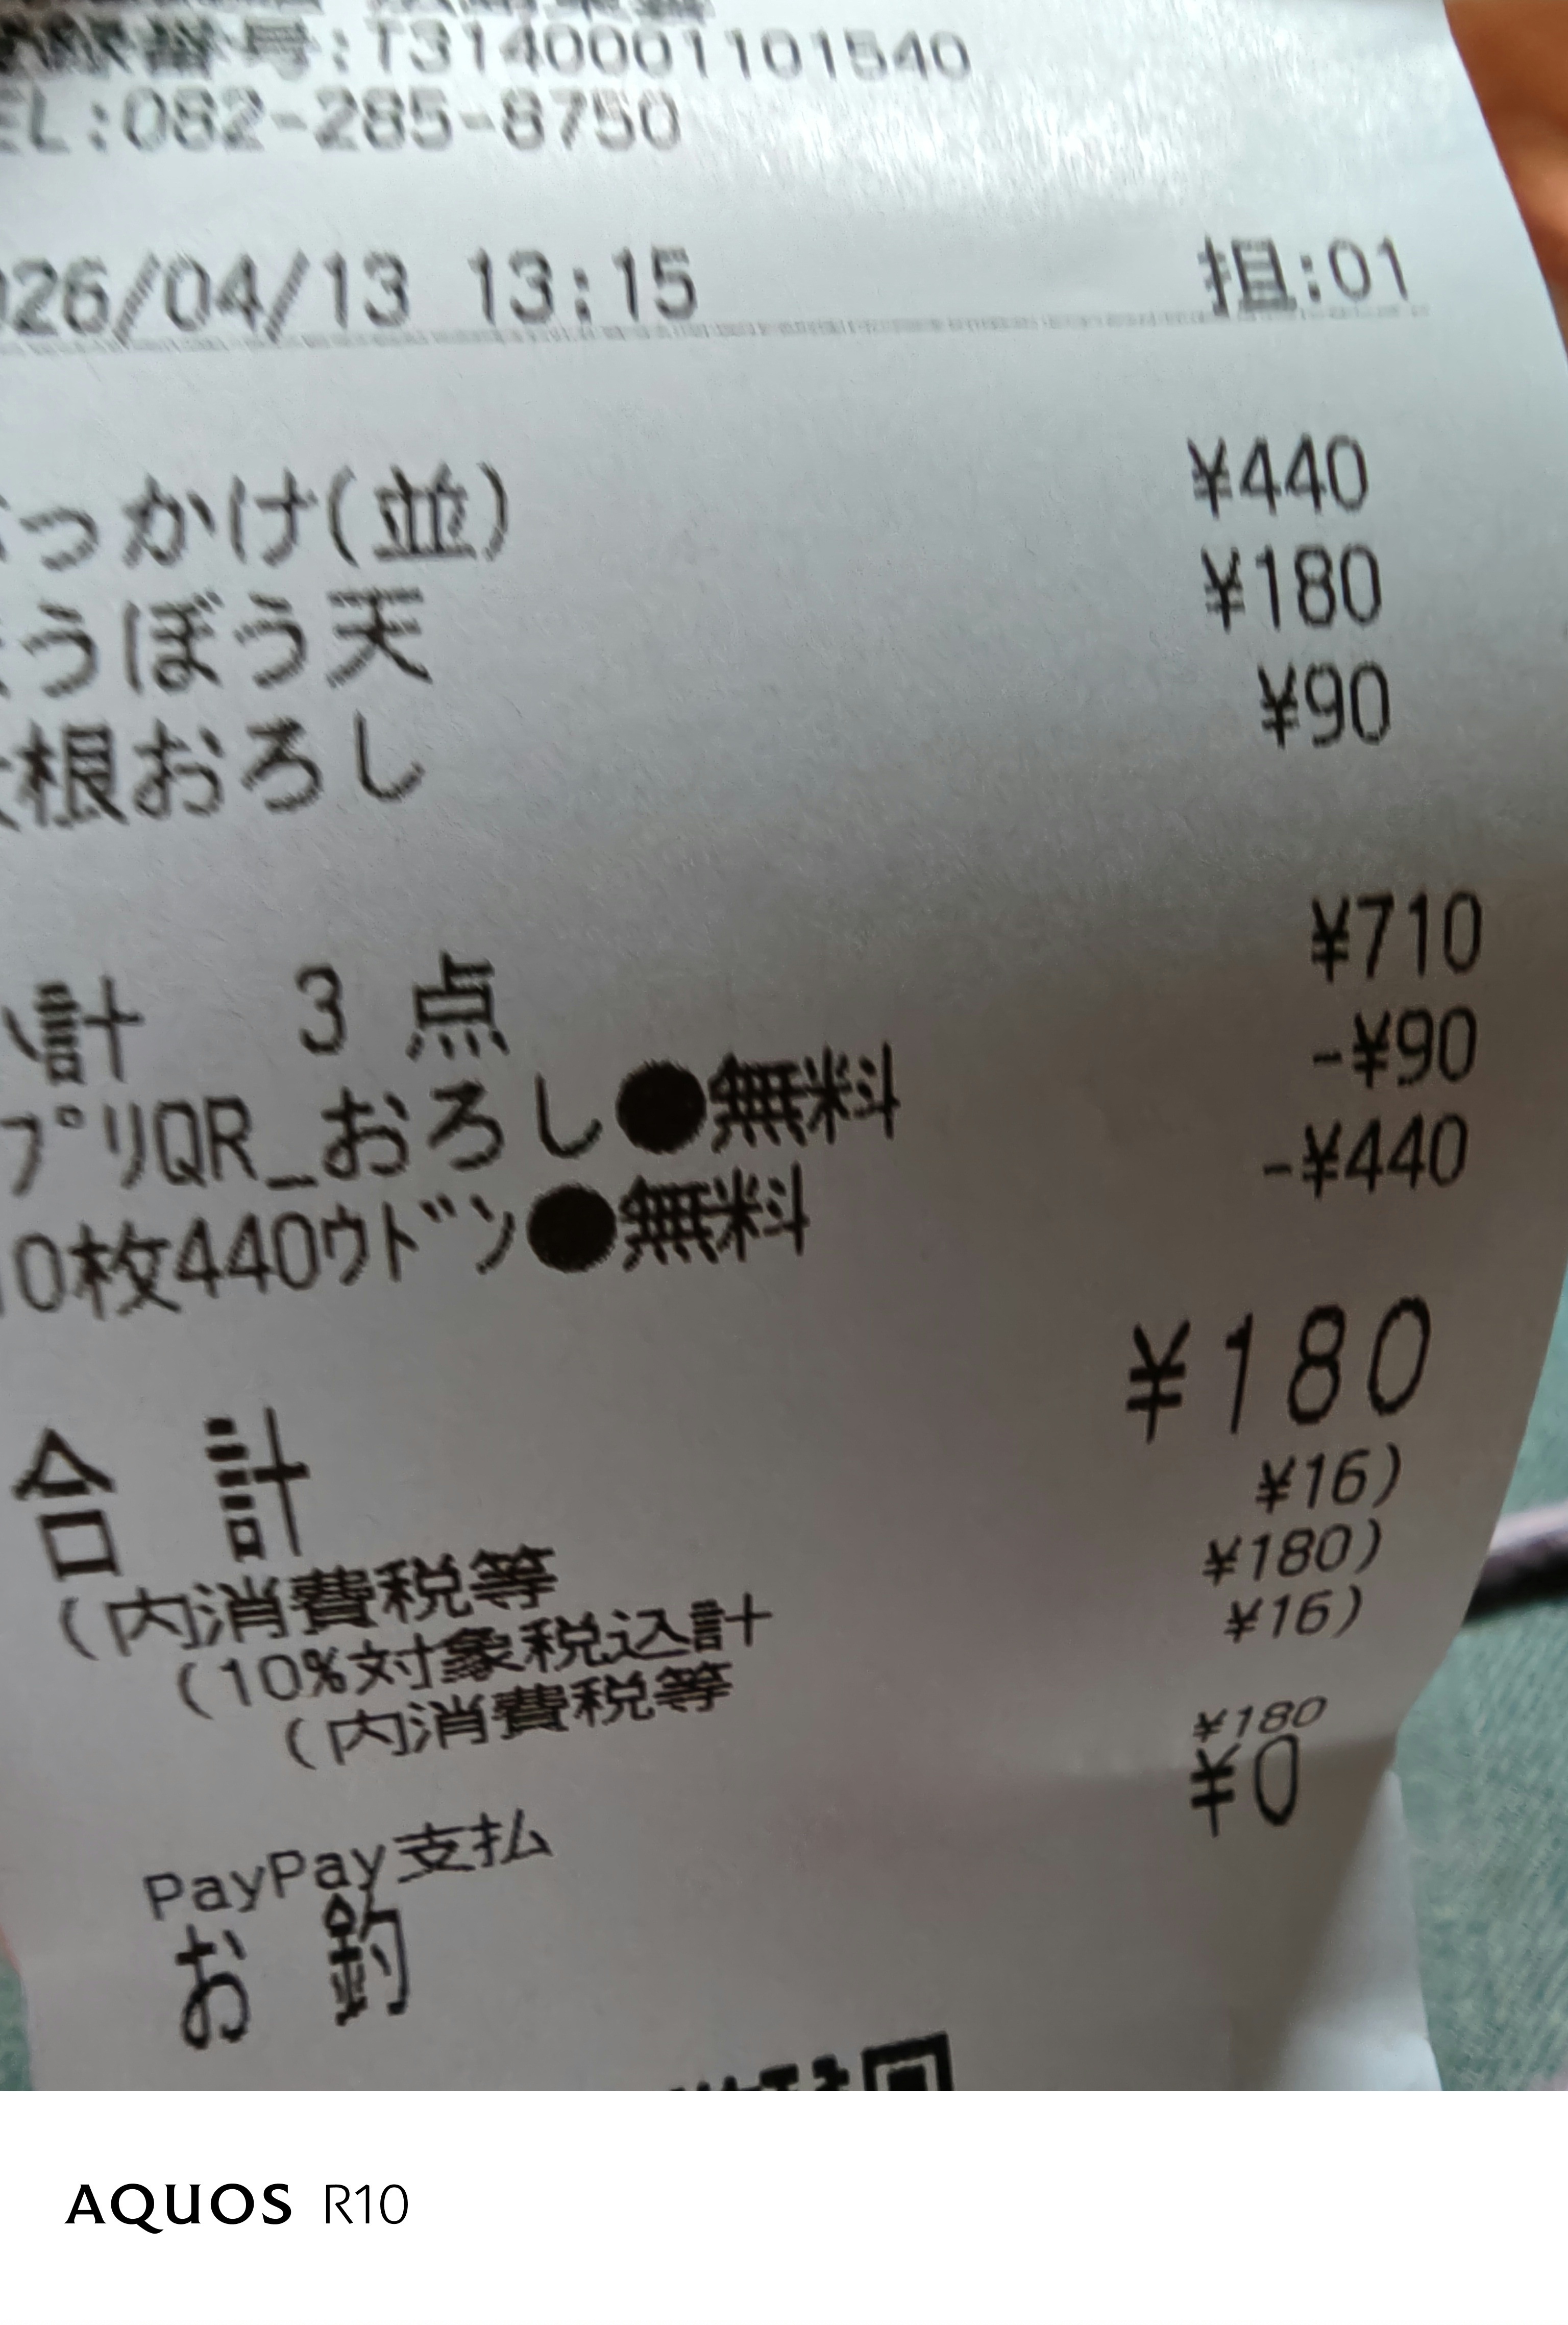 番号:T3140001101540
EL:082-285-8750
026/04/13 13:15 担:01
っかけ(並) ¥440
うぼう天 ¥180
根おろし ¥90
計 3 点 ¥710
プリQR_おろし●無料 -¥90
10枚440ウドン●無料 -¥440
合 計 ¥180
(内消費税等 ¥16)
(10%対象税込計 ¥180)
(内消費税等 ¥16)
PayPay支払 ¥180
お 釣 ¥0
AQUOS R10